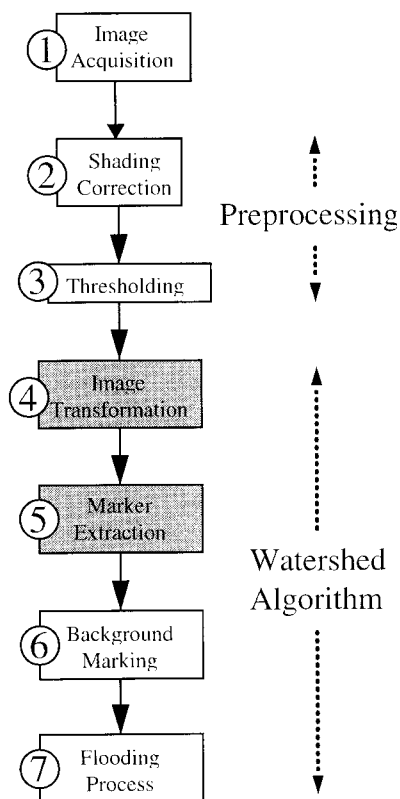 1
Image
Acquisition
2
Shading
Correction
Preprocessing
3
Thresholding
4
Image
Transformation
5
Marker
Extraction
Watershed
Algorithm
6
Background
Marking
7
Flooding
Process